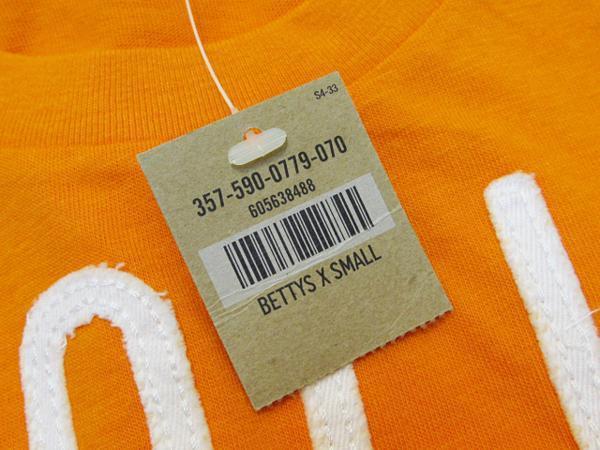 S4-33
357-590-0779-070
605638488
BETTYS X SMALL